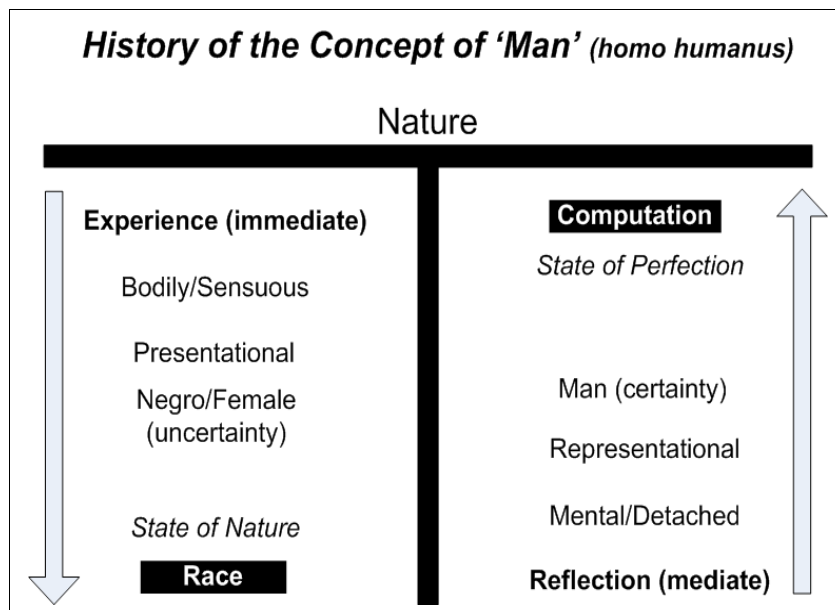 History of the Concept of ‘Man’ (homo humanus)
Nature
Experience (immediate)
Bodily/Sensuous
Presentational
Negro/Female
(uncertainty)
State of Nature
Race
Computation
State of Perfection
Man (certainty)
Representational
Mental/Detached
Reflection (mediate)